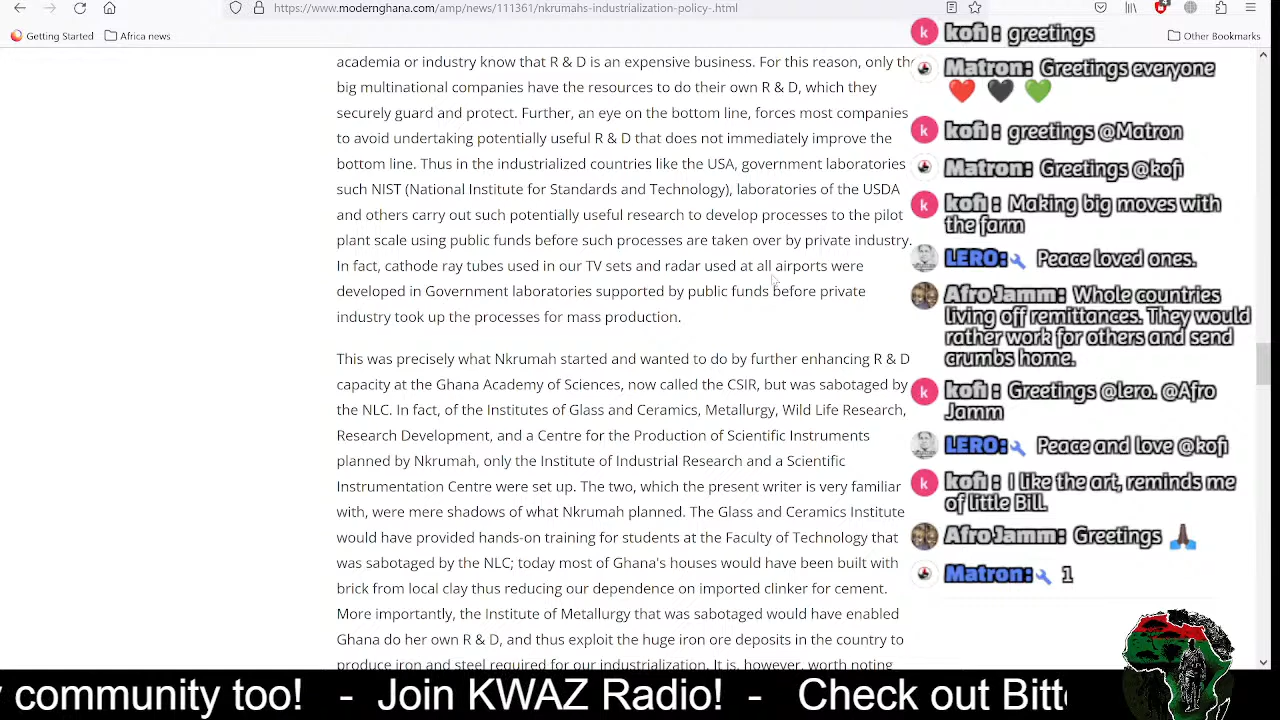 https://www.modernghana.com/amp/news/111361/nkrumahs-industrialization-policy-.html
4
Getting Started
Africa news
Other Bookmarks
academia or industry know that R & D is an expensive business. For this reason, only the
big multinational companies have the resources to do their own R & D, which they
securely guard and protect. Further, an eye on the bottom line, forces most companies
to avoid undertaking potentially useful R & D that does not immediately improve the
bottom line. Thus in the industrialized countries like the USA, government laboratories
such NIST (National Institute for Standards and Technology), laboratories of the USDA
and others carry out such potentially useful research to develop processes to the pilot
plant scale using public funds before such processes are taken over by private industry.
In fact, cathode ray tubes used in our TV sets and radar used at all airports were
developed in Government laboratories supported by public funds before private
industry took up the processes for mass production.
This was precisely what Nkrumah started and wanted to do by further enhancing R & D
capacity at the Ghana Academy of Sciences, now called the CSIR, but was sabotaged by
the NLC. In fact, of the Institutes of Glass and Ceramics, Metallurgy, Wild Life Research,
Research Development, and a Centre for the Production of Scientific Instruments
planned by Nkrumah, only the Institute of Industrial Research and a Scientific
Instrumentation Centre were set up. The two, which the present writer is very familiar
with, were mere shadows of what Nkrumah planned. The Glass and Ceramics Institute
would have provided hands-on training for students at the Faculty of Technology that
was sabotaged by the NLC; today most of Ghana's houses would have been built with
brick from local clay thus reducing our dependence on imported clinker for cement.
More importantly, the Institute of Metallurgy that was sabotaged would have enabled
Ghana do her own R & D, and thus exploit the huge iron ore deposits in the country to
produce iron and steel required for our industrialization. It is, however, worth noting
k kofi : greetings
Matron: Greetings everyone
❤️ 🖤 💚
k kofi : greetings @Matron
Matron: Greetings @kofi
k kofi : Making big moves with
the farm
LERO: Peace loved ones.
Afro Jamm: Whole countries
living off remittances. They would
rather work for others and send
crumbs home.
k kofi : Greetings @lero. @Afro
Jamm
LERO: Peace and love @kofi
k kofi : I like the art, reminds me
of little Bill.
Afro Jamm: Greetings 🙏🏿
Matron: 1
community too! - Join KWAZ Radio! - Check out Bitt